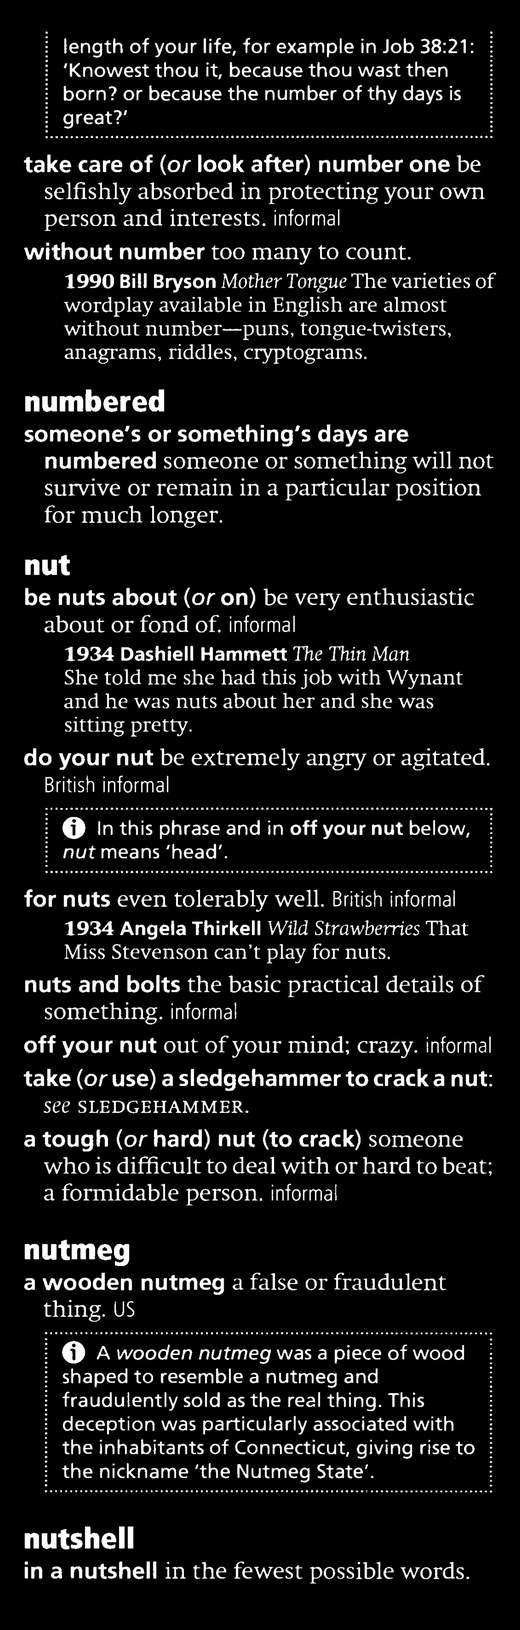 length of your life, for example in Job 38:21:
‘Knowest thou it, because thou wast then
born? or because the number of thy days is
great?’
take care of (or look after) number one be
selfishly absorbed in protecting your own
person and interests. informal
without number too many to count.
1990 Bill Bryson Mother Tongue The varieties of
wordplay available in English are almost
without number—puns, tongue-twisters,
anagrams, riddles, cryptograms.
numbered
someone’s or something’s days are
numbered someone or something will not
survive or remain in a particular position
for much longer.
nut
be nuts about (or on) be very enthusiastic
about or fond of. informal
1934 Dashiell Hammett The Thin Man
She told me she had this job with Wynant
and he was nuts about her and she was
sitting pretty.
do your nut be extremely angry or agitated.
British informal
i In this phrase and in off your nut below,
nut means ‘head’.
for nuts even tolerably well. British informal
1934 Angela Thirkell Wild Strawberries That
Miss Stevenson can’t play for nuts.
nuts and bolts the basic practical details of
something. informal
off your nut out of your mind; crazy. informal
take (or use) a sledgehammer to crack a nut:
see SLEDGEHAMMER.
a tough (or hard) nut (to crack) someone
who is difficult to deal with or hard to beat;
a formidable person. informal
nutmeg
a wooden nutmeg a false or fraudulent
thing. US
i A wooden nutmeg was a piece of wood
shaped to resemble a nutmeg and
fraudulently sold as the real thing. This
deception was particularly associated with
the inhabitants of Connecticut, giving rise to
the nickname ‘the Nutmeg State’.
nutshell
in a nutshell in the fewest possible words.